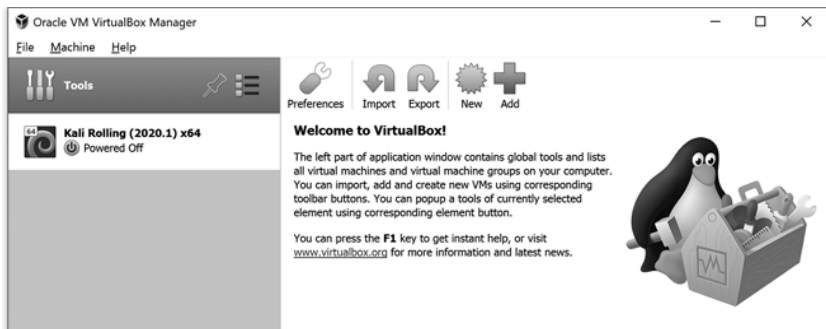 Oracle VM VirtualBox Manager
File Machine Help
Tools
Preferences Import Export New Add
64
Kali Rolling (2020.1) x64
Powered Off
Welcome to VirtualBox!
The left part of application window contains global tools and lists
all virtual machines and virtual machine groups on your computer.
You can import, add and create new VMs using corresponding
toolbar buttons. You can popup a tools of currently selected
element using corresponding element button.
You can press the F1 key to get instant help, or visit
www.virtualbox.org for more information and latest news.